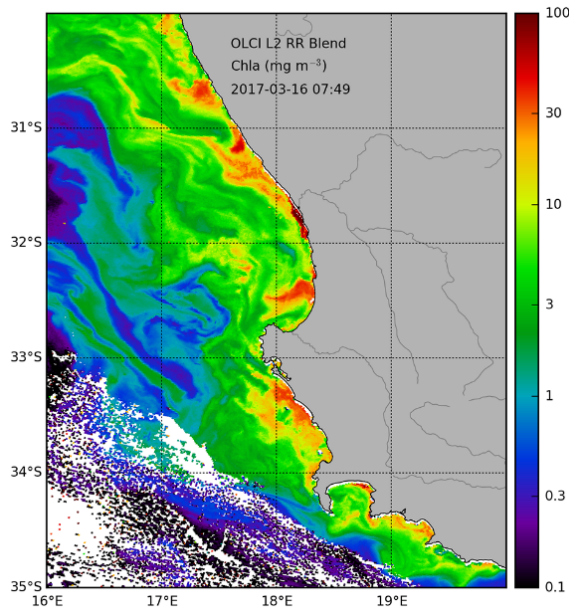 OLCI L2 RR Blend
Chla (mg m⁻³)
2017-03-16 07:49
100
30
10
3
1
0.3
0.1
31°S
32°S
33°S
34°S
35°S
16°E
17°E
18°E
19°E